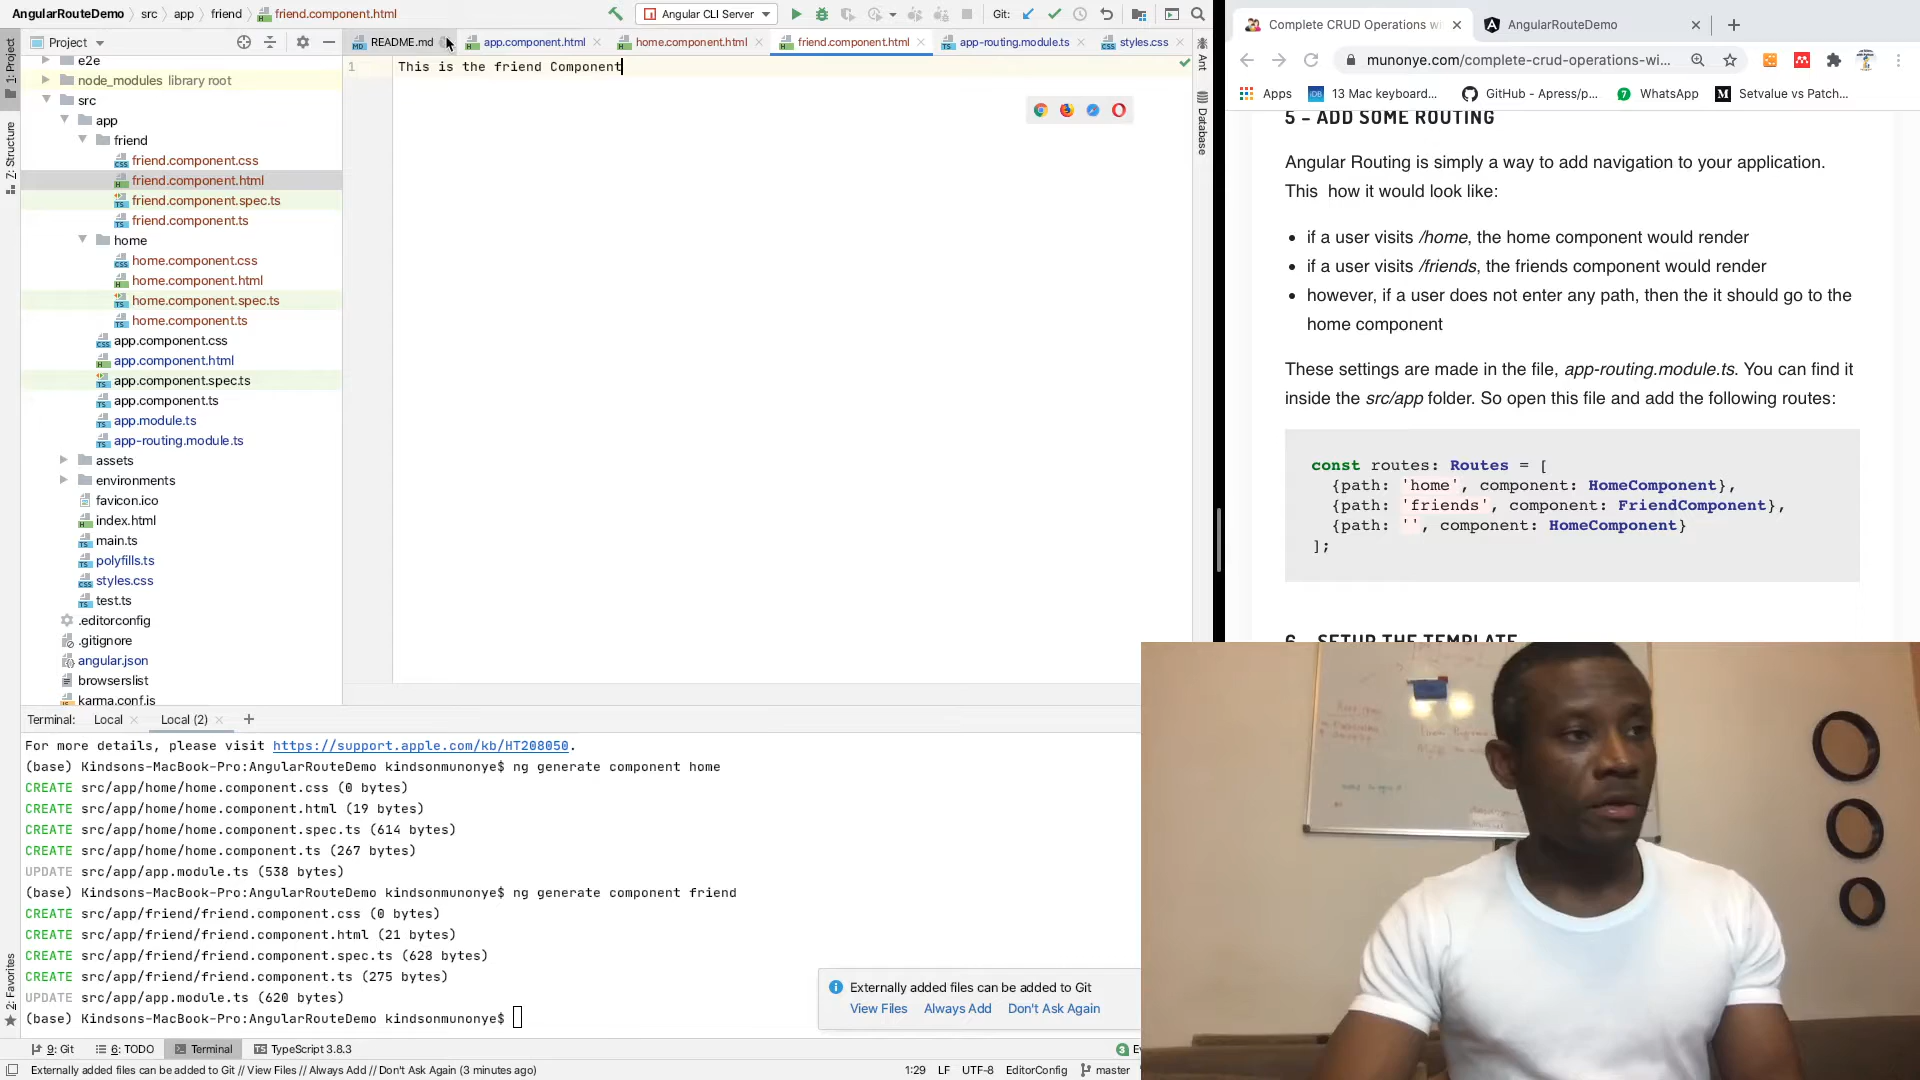 AngularRouteDemo › src › app › friend › friend.component.html
Angular CLI Server
Git:
Project
README.md
app.component.html
home.component.html
friend.component.html
app-routing.module.ts
styles.css
1: Project
Z: Structure
2: Favorites
Ant
Database
e2e
node_modules library root
src
app
friend
friend.component.css
friend.component.html
friend.component.spec.ts
friend.component.ts
home
home.component.css
home.component.html
home.component.spec.ts
home.component.ts
app.component.css
app.component.html
app.component.spec.ts
app.component.ts
app.module.ts
app-routing.module.ts
assets
environments
favicon.ico
index.html
main.ts
polyfills.ts
styles.css
test.ts
.editorconfig
.gitignore
angular.json
browserslist
karma.conf.js
1 This is the friend Component
Terminal: Local Local (2)
For more details, please visit https://support.apple.com/kb/HT208050.
(base) Kindsons-MacBook-Pro:AngularRouteDemo kindsonmunonye$ ng generate component home
CREATE src/app/home/home.component.css (0 bytes)
CREATE src/app/home/home.component.html (19 bytes)
CREATE src/app/home/home.component.spec.ts (614 bytes)
CREATE src/app/home/home.component.ts (267 bytes)
UPDATE src/app/app.module.ts (538 bytes)
(base) Kindsons-MacBook-Pro:AngularRouteDemo kindsonmunonye$ ng generate component friend
CREATE src/app/friend/friend.component.css (0 bytes)
CREATE src/app/friend/friend.component.html (21 bytes)
CREATE src/app/friend/friend.component.spec.ts (628 bytes)
CREATE src/app/friend/friend.component.ts (275 bytes)
UPDATE src/app/app.module.ts (620 bytes)
(base) Kindsons-MacBook-Pro:AngularRouteDemo kindsonmunonye$
Externally added files can be added to Git
View Files Always Add Don't Ask Again
9: Git 6: TODO Terminal TypeScript 3.8.3 3
Externally added files can be added to Git // View Files // Always Add // Don't Ask Again (3 minutes ago)
1:29 LF UTF-8 EditorConfig master
Complete CRUD Operations w
AngularRouteDemo
munonye.com/complete-crud-operations-wi...
Apps
13 Mac keyboard...
GitHub - Apress/p...
7 WhatsApp
Setvalue vs Patch...
5 – ADD SOME ROUTING
Angular Routing is simply a way to add navigation to your application.
This how it would look like:
if a user visits /home, the home component would render
if a user visits /friends, the friends component would render
however, if a user does not enter any path, then the it should go to the
home component
These settings are made in the file, app-routing.module.ts. You can find it
inside the src/app folder. So open this file and add the following routes:
const routes: Routes = [
{path: 'home', component: HomeComponent},
{path: 'friends', component: FriendComponent},
{path: '', component: HomeComponent}
];
6 – SETUP THE TEMPLATE